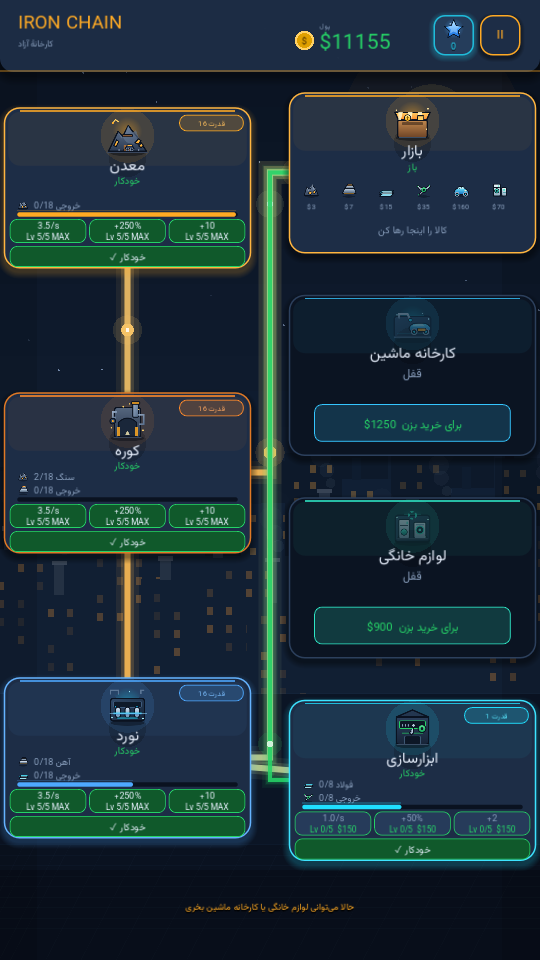 IRON CHAIN
کارخانهٔ آزاد
پول
$11155
0
قدرت 16
معدن
خودکار
خروجی 0/18
3.5/s
Lv 5/5 MAX
+250%
Lv 5/5 MAX
+10
Lv 5/5 MAX
خودکار ✓
بازار
باز
$3
$7
$15
$35
$160
$70
کالا را اینجا رها کن
کارخانه ماشین
قفل
برای خرید بزن $1250
قدرت 16
کوره
خودکار
سنگ 2/18
خروجی 0/18
3.5/s
Lv 5/5 MAX
+250%
Lv 5/5 MAX
+10
Lv 5/5 MAX
خودکار ✓
لوازم خانگی
قفل
برای خرید بزن $900
قدرت 16
نورد
خودکار
آهن 0/18
خروجی 0/18
3.5/s
Lv 5/5 MAX
+250%
Lv 5/5 MAX
+10
Lv 5/5 MAX
خودکار ✓
قدرت 1
ابزارسازی
خودکار
فولاد 0/8
خروجی 0/8
1.0/s
Lv 0/5 $150
+50%
Lv 0/5 $150
+2
Lv 0/5 $150
خودکار ✓
حالا می‌توانی لوازم خانگی یا کارخانه ماشین بخری